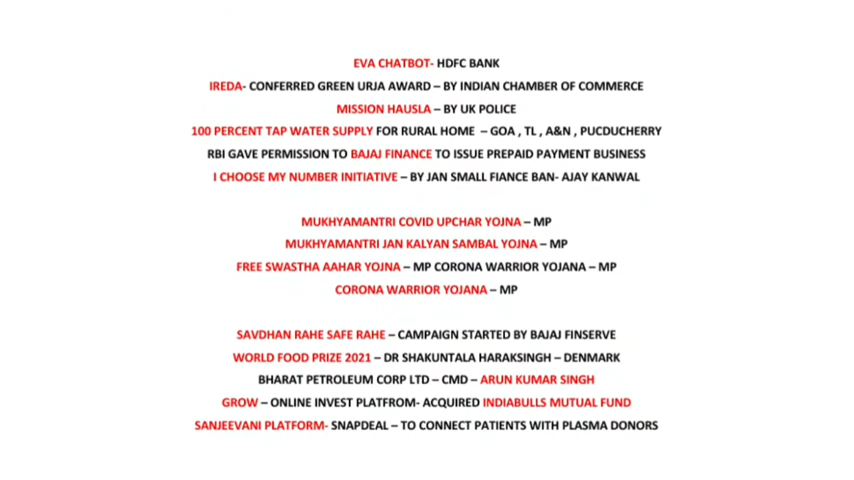 EVA CHATBOT- HDFC BANK
IREDA- CONFERRED GREEN URJA AWARD – BY INDIAN CHAMBER OF COMMERCE
MISSION HAUSLA – BY UK POLICE
100 PERCENT TAP WATER SUPPLY FOR RURAL HOME – GOA , TL , A&N , PUCDUCHERRY
RBI GAVE PERMISSION TO BAJAJ FINANCE TO ISSUE PREPAID PAYMENT BUSINESS
I CHOOSE MY NUMBER INITIATIVE – BY JAN SMALL FIANCE BAN- AJAY KANWAL
MUKHYAMANTRI COVID UPCHAR YOJNA – MP
MUKHYAMANTRI JAN KALYAN SAMBAL YOJNA – MP
FREE SWASTHA AAHAR YOJNA – MP CORONA WARRIOR YOJANA – MP
CORONA WARRIOR YOJANA – MP
SAVDHAN RAHE SAFE RAHE – CAMPAIGN STARTED BY BAJAJ FINSERVE
WORLD FOOD PRIZE 2021 – DR SHAKUNTALA HARAKSINGH – DENMARK
BHARAT PETROLEUM CORP LTD – CMD – ARUN KUMAR SINGH
GROW – ONLINE INVEST PLATFROM- ACQUIRED INDIABULLS MUTUAL FUND
SANJEEVANI PLATFORM- SNAPDEAL – TO CONNECT PATIENTS WITH PLASMA DONORS